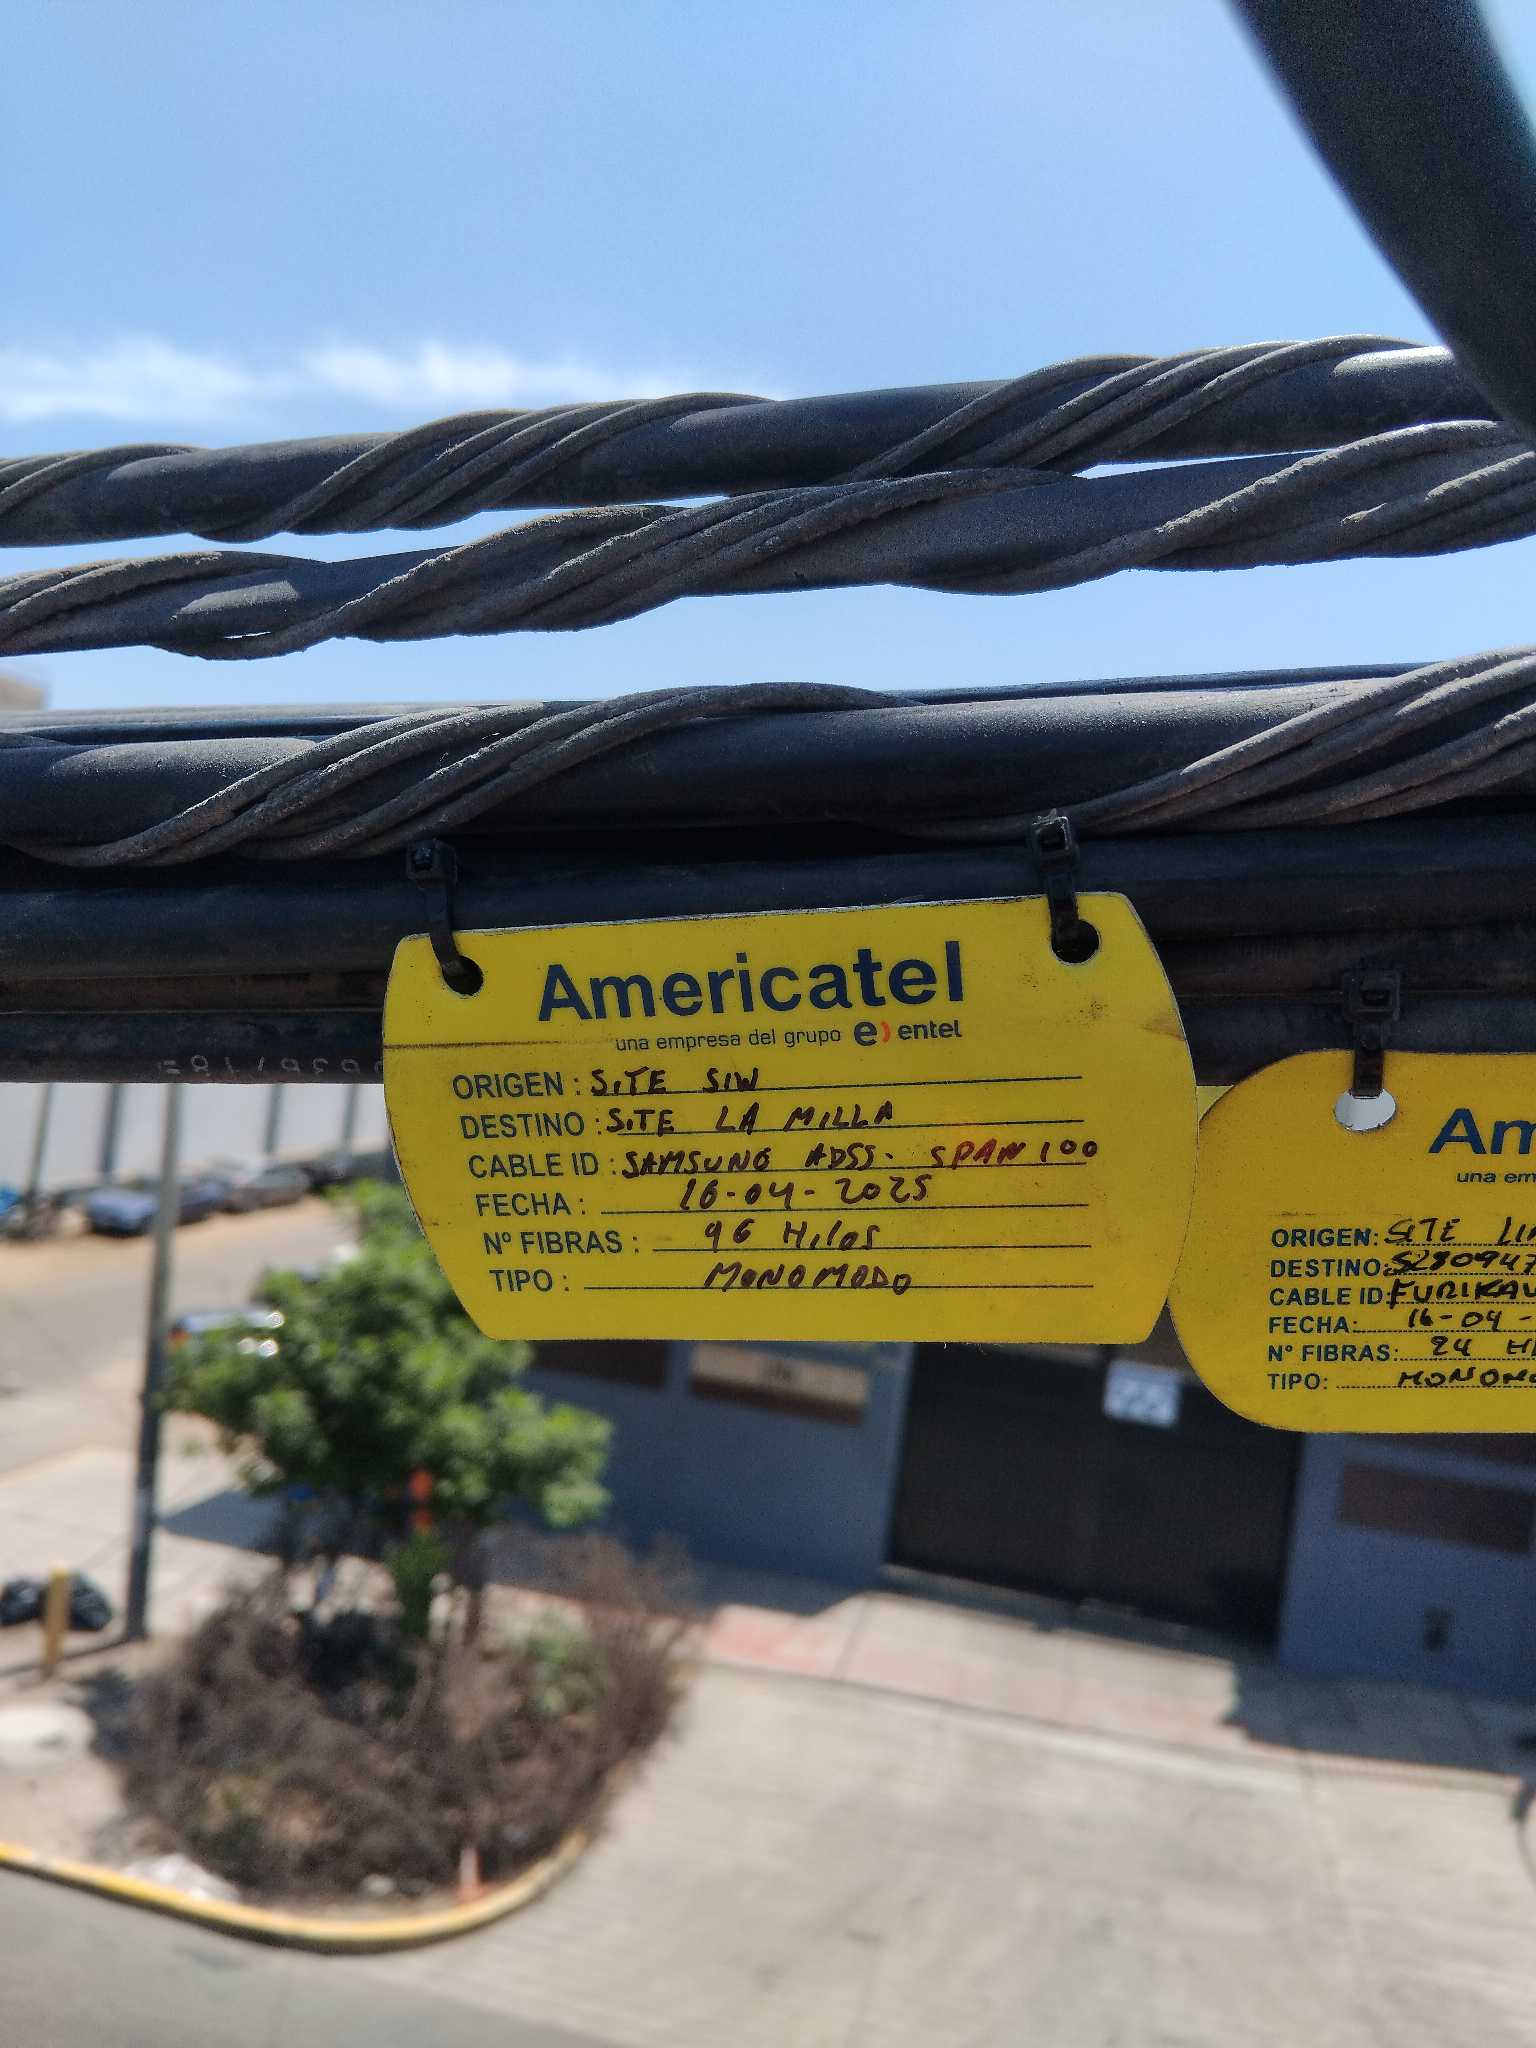 Americatel
una empresa del grupo entel
ORIGEN : SITE SIW
DESTINO : SITE LA MILLA
CABLE ID : SAMSUNG ADSS. SPAN 100
FECHA : 16-04-2025
Nº FIBRAS : 96 Hilos
TIPO : MONOMODO
Am
una em
ORIGEN: SITE
DESTINO: S280947
CABLE ID: FURIKAW
FECHA: 16-04-
Nº FIBRAS: 24
TIPO: MONOMO